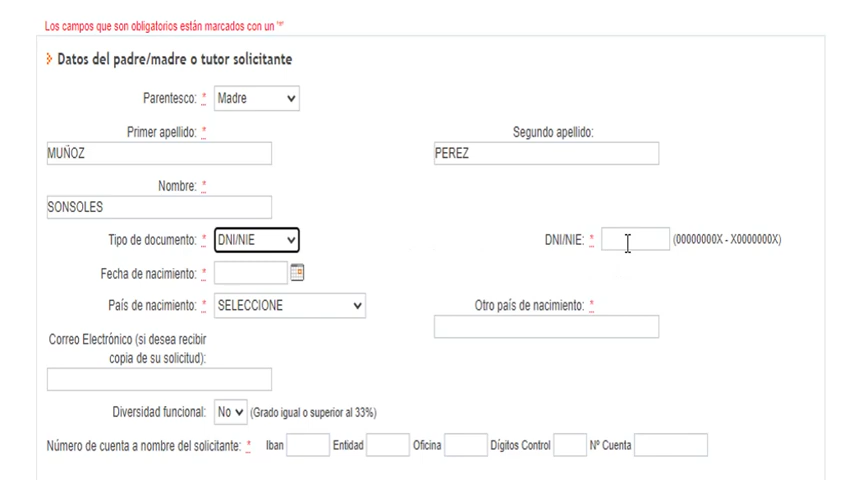 Los campos que son obligatorios están marcados con un "*"
Datos del padre/madre o tutor solicitante
Parentesco: * Madre
Primer apellido: * Segundo apellido:
MUÑOZ PEREZ
Nombre: *
SONSOLES
Tipo de documento: * DNI/NIE DNI/NIE: * (00000000X - X0000000X)
Fecha de nacimiento: *
País de nacimiento: * SELECCIONE Otro país de nacimiento: *
Correo Electrónico (si desea recibir
copia de su solicitud):
Diversidad funcional: No (Grado igual o superior al 33%)
Número de cuenta a nombre del solicitante: * Iban Entidad Oficina Dígitos Control Nº Cuenta